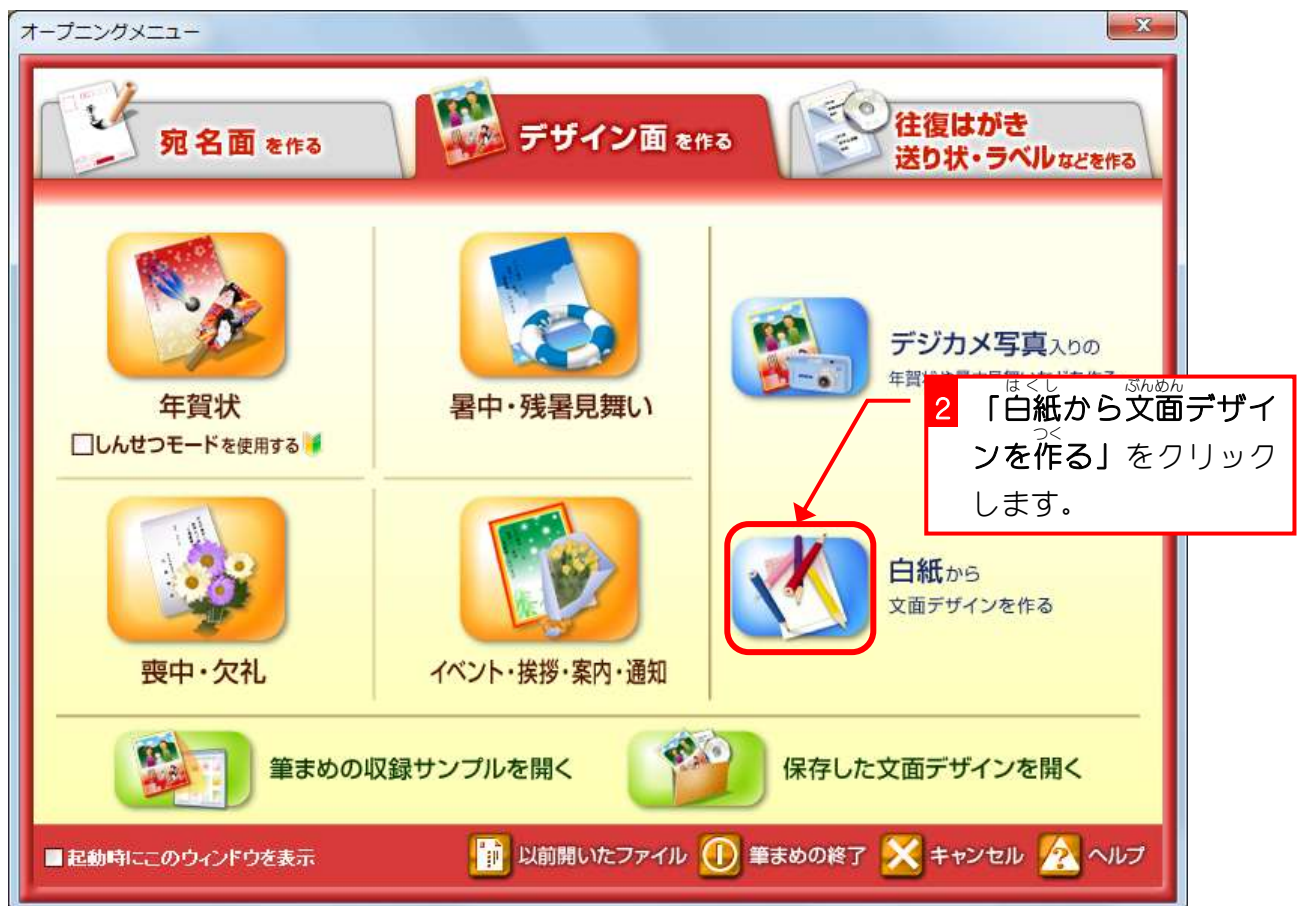 オープニングメニュー
宛名面 を作る
デザイン面 を作る
往復はがき
送り状・ラベルなどを作る
年賀状
□しんせつモードを使用する
暑中・残暑見舞い
デジカメ写真入りの
2 「白紙から文面デザイ
ンを作る」をクリック
します。
はくし
ぶんめん
つく
喪中・欠礼
イベント・挨拶・案内・通知
白紙から
文面デザインを作る
筆まめの収録サンプルを開く
保存した文面デザインを開く
起動時にこのウィンドウを表示
以前開いたファイル
筆まめの終了
キャンセル
ヘルプ